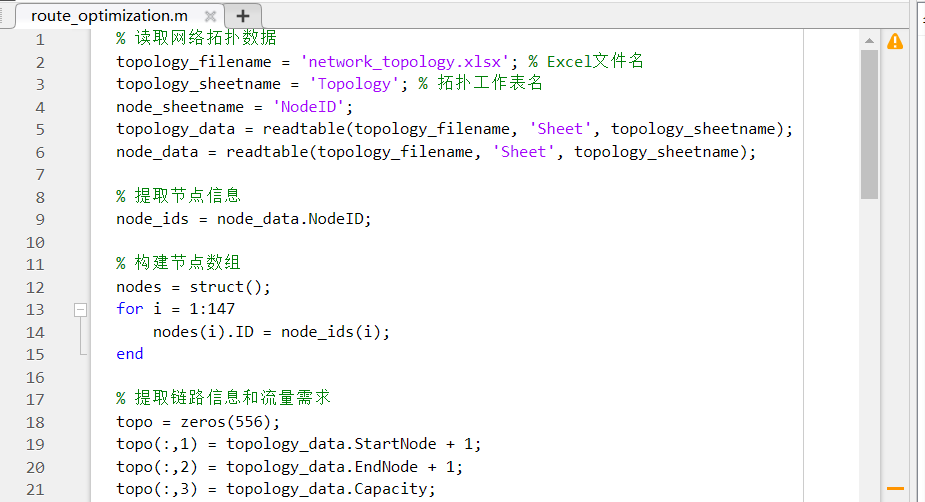 route_optimization.m
1 % 读取网络拓扑数据
2 topology_filename = 'network_topology.xlsx'; % Excel文件名
3 topology_sheetname = 'Topology'; % 拓扑工作表名
4 node_sheetname = 'NodeID';
5 topology_data = readtable(topology_filename, 'Sheet', topology_sheetname);
6 node_data = readtable(topology_filename, 'Sheet', topology_sheetname);
7
8 % 提取节点信息
9 node_ids = node_data.NodeID;
10
11 % 构建节点数组
12 nodes = struct();
13 for i = 1:147
14 nodes(i).ID = node_ids(i);
15 end
16
17 % 提取链路信息和流量需求
18 topo = zeros(556);
19 topo(:,1) = topology_data.StartNode + 1;
20 topo(:,2) = topology_data.EndNode + 1;
21 topo(:,3) = topology_data.Capacity;